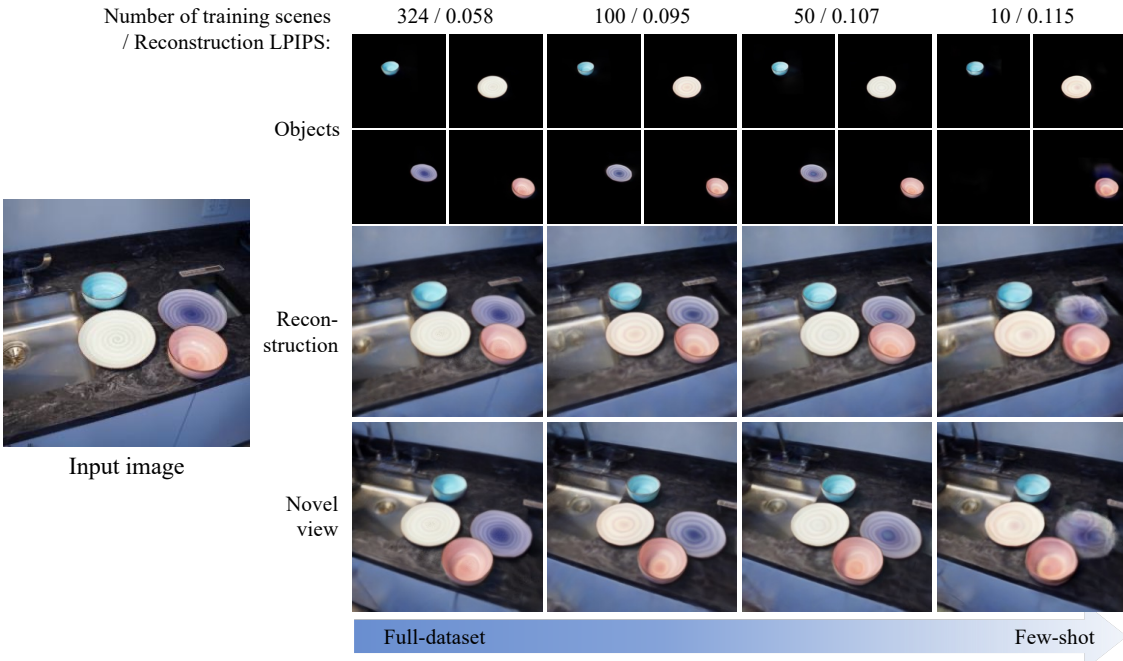 Number of training scenes
/ Reconstruction LPIPS:
324 / 0.058
100 / 0.095
50 / 0.107
10 / 0.115
Objects
Recon-
struction
Input image
Novel
view
Full-dataset
Few-shot